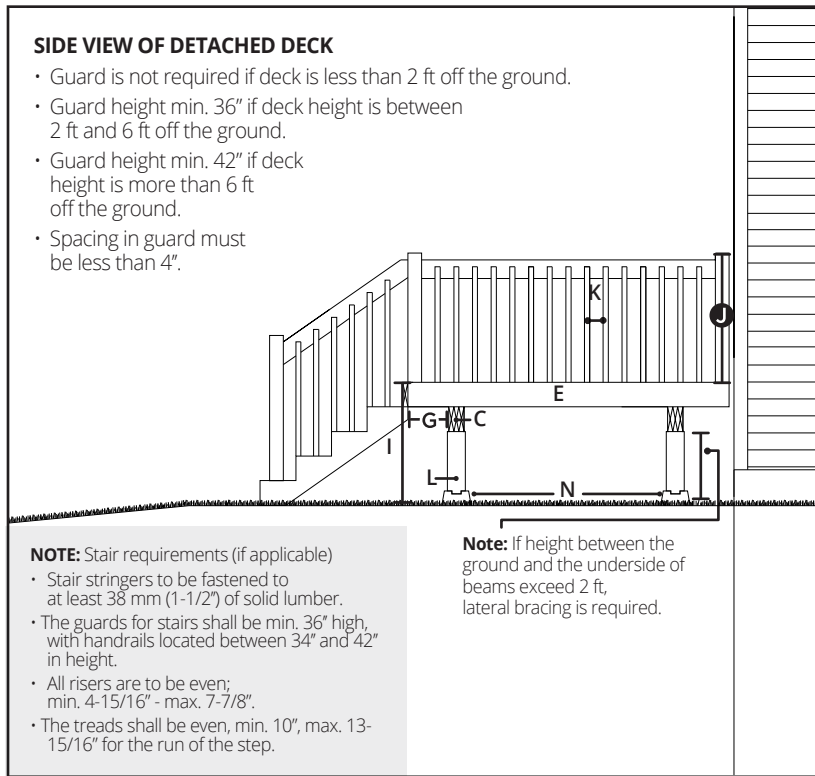 SIDE VIEW OF DETACHED DECK
· Guard is not required if deck is less than 2 ft off the ground.
· Guard height min. 36” if deck height is between
2 ft and 6 ft off the ground.
· Guard height min. 42” if deck
height is more than 6 ft
off the ground.
· Spacing in guard must
be less than 4”.
K
J
E
G
C
I
L
N
NOTE: Stair requirements (if applicable)
· Stair stringers to be fastened to
at least 38 mm (1-1/2”) of solid lumber.
· The guards for stairs shall be min. 36” high,
with handrails located between 34” and 42”
in height.
· All risers are to be even;
min. 4-15/16” - max. 7-7/8”.
· The treads shall be even, min. 10”, max. 13-
15/16” for the run of the step.
Note: If height between the
ground and the underside of
beams exceed 2 ft,
lateral bracing is required.